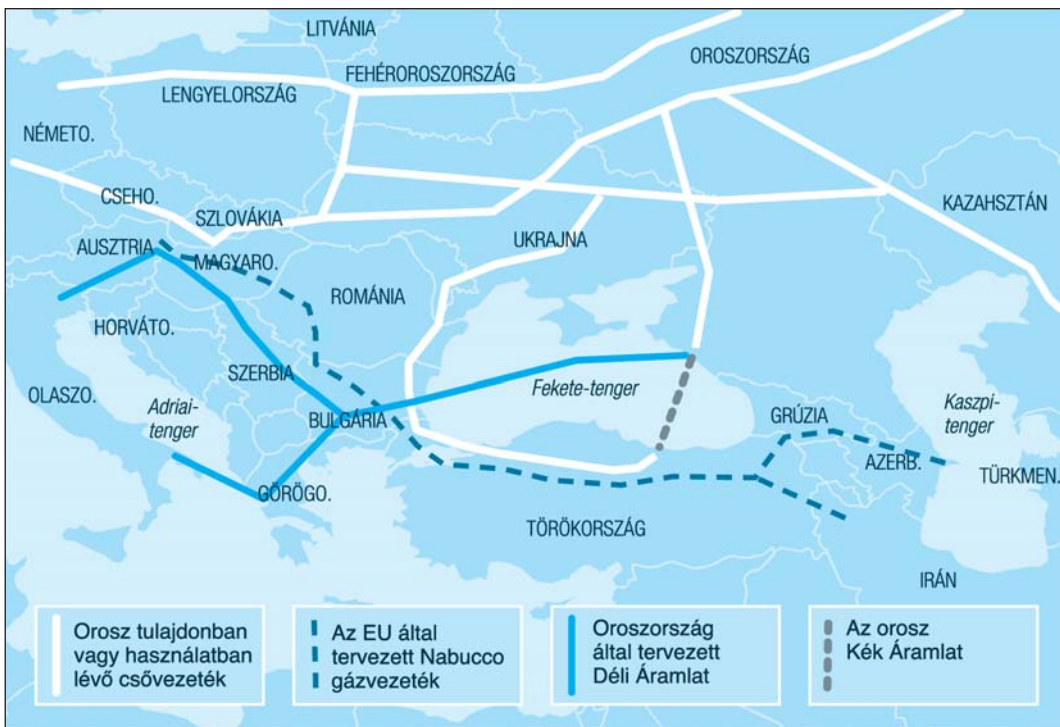 LITVÁNIA
FEHÉROROSZORSZÁG
OROSZORSZÁG
LENGYELORSZÁG
NÉMETO.
CSEHO.
SZLOVÁKIA
KAZAHSZTÁN
AUSZTRIA
MAGYARO.
UKRAJNA
ROMÁNIA
HORVÁTO.
SZERBIA
OLASZO.
Adriai-
tenger
BULGÁRIA
Fekete-tenger
GRÚZIA
Kaszpi-
tenger
AZERB.
TÜRKMEN.
GÖRÖGO.
TÖRÖKORSZÁG
IRÁN
Orosz tulajdonban
vagy használatban
lévő csővezeték
Az EU által
tervezett Nabucco
gázvezeték
Oroszország
által tervezett
Déli Áramlat
Az orosz
Kék Áramlat